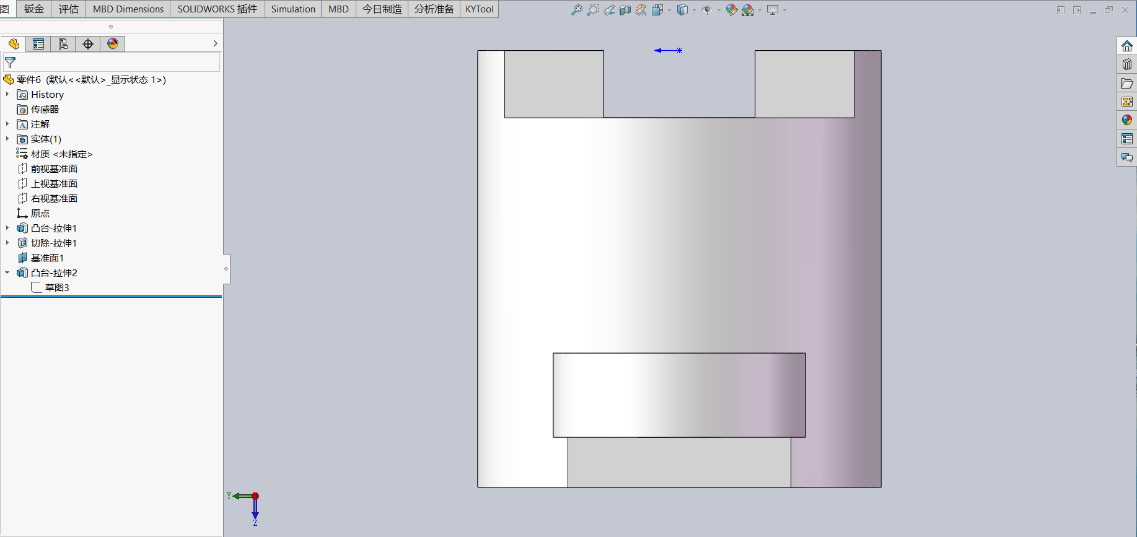 图 钣金 评估 MBD Dimensions SOLIDWORKS 插件 Simulation MBD 今日制造 分析准备 KYTool
零件6 (默认<<默认>_显示状态 1>)
History
传感器
注解
实体(1)
材质 <未指定>
前视基准面
上视基准面
右视基准面
原点
凸台-拉伸1
切除-拉伸1
基准面1
凸台-拉伸2
草图3
Y
Z